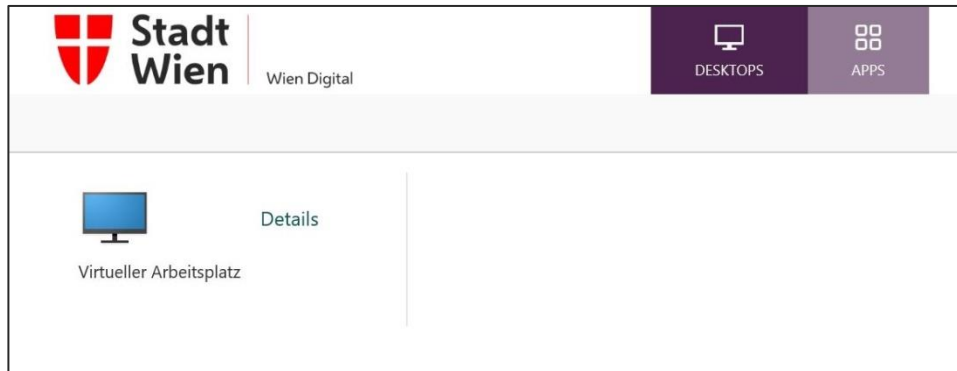 Stadt
Wien
Wien Digital
DESKTOPS
APPS
Details
Virtueller Arbeitsplatz